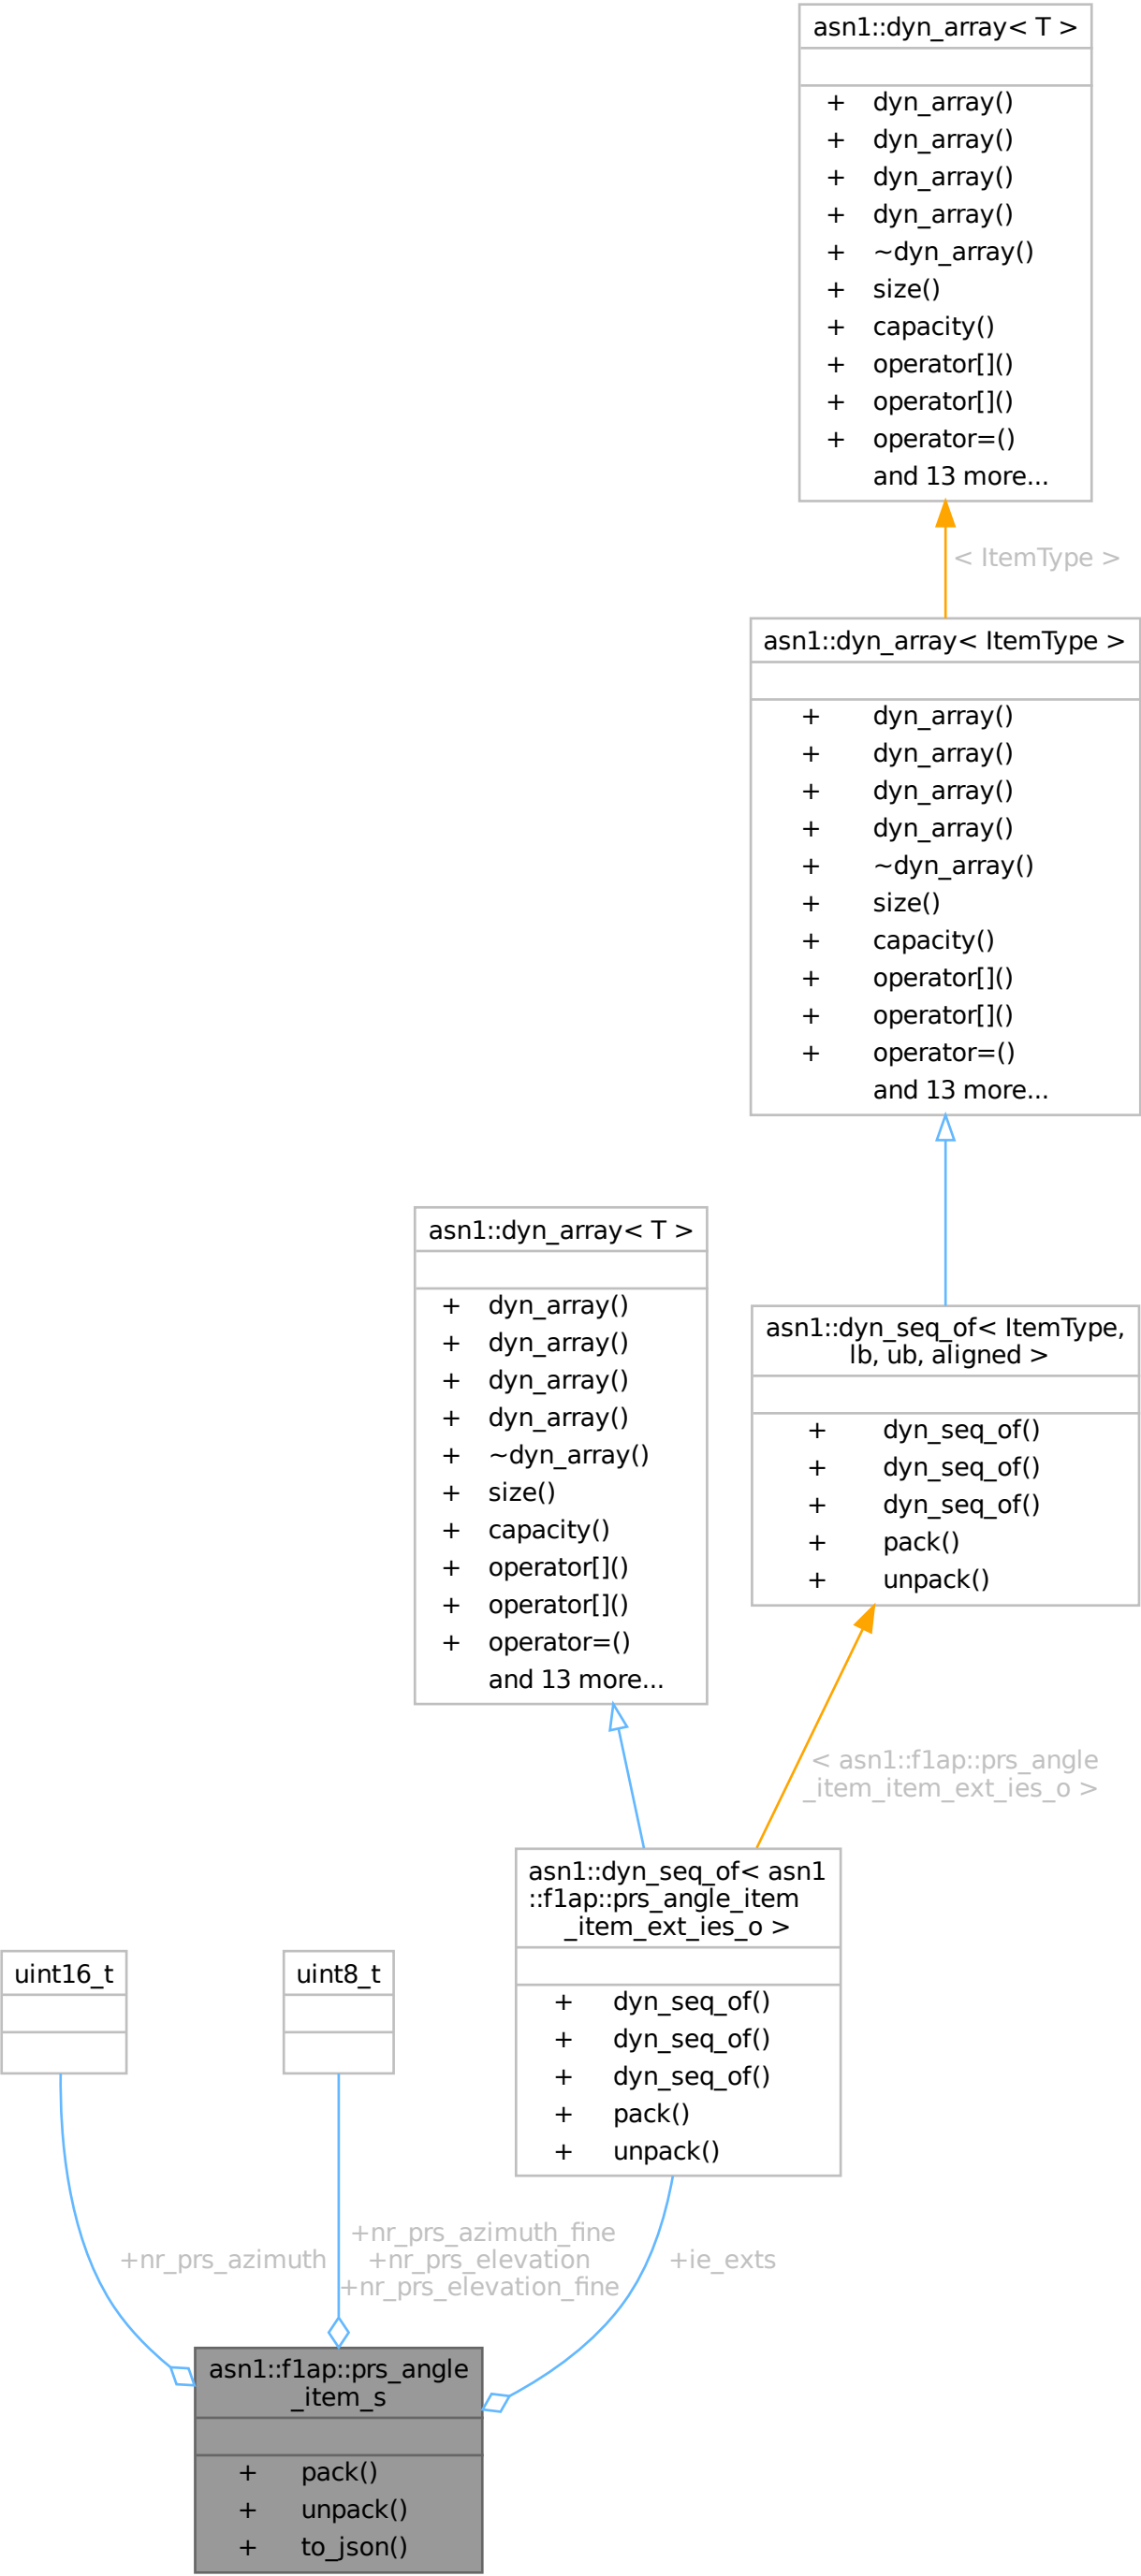 asn1::dyn_array< T >
+ dyn_array()
+ dyn_array()
+ dyn_array()
+ dyn_array()
+ ~dyn_array()
+ size()
+ capacity()
+ operator[]()
+ operator[]()
+ operator=()
and 13 more...
< ItemType >
asn1::dyn_array< ItemType >
+ dyn_array()
+ dyn_array()
+ dyn_array()
+ dyn_array()
+ ~dyn_array()
+ size()
+ capacity()
+ operator[]()
+ operator[]()
+ operator=()
and 13 more...
asn1::dyn_array< T >
+ dyn_array()
+ dyn_array()
+ dyn_array()
+ dyn_array()
+ ~dyn_array()
+ size()
+ capacity()
+ operator[]()
+ operator[]()
+ operator=()
and 13 more...
asn1::dyn_seq_of< ItemType,
lb, ub, aligned >
+ dyn_seq_of()
+ dyn_seq_of()
+ dyn_seq_of()
+ pack()
+ unpack()
< asn1::f1ap::prs_angle
_item_item_ext_ies_o >
asn1::dyn_seq_of< asn1
::f1ap::prs_angle_item
_item_ext_ies_o >
+ dyn_seq_of()
+ dyn_seq_of()
+ dyn_seq_of()
+ pack()
+ unpack()
uint16_t
uint8_t
+nr_prs_azimuth
+nr_prs_azimuth_fine
+nr_prs_elevation
+nr_prs_elevation_fine
+ie_exts
asn1::f1ap::prs_angle
_item_s
+ pack()
+ unpack()
+ to_json()